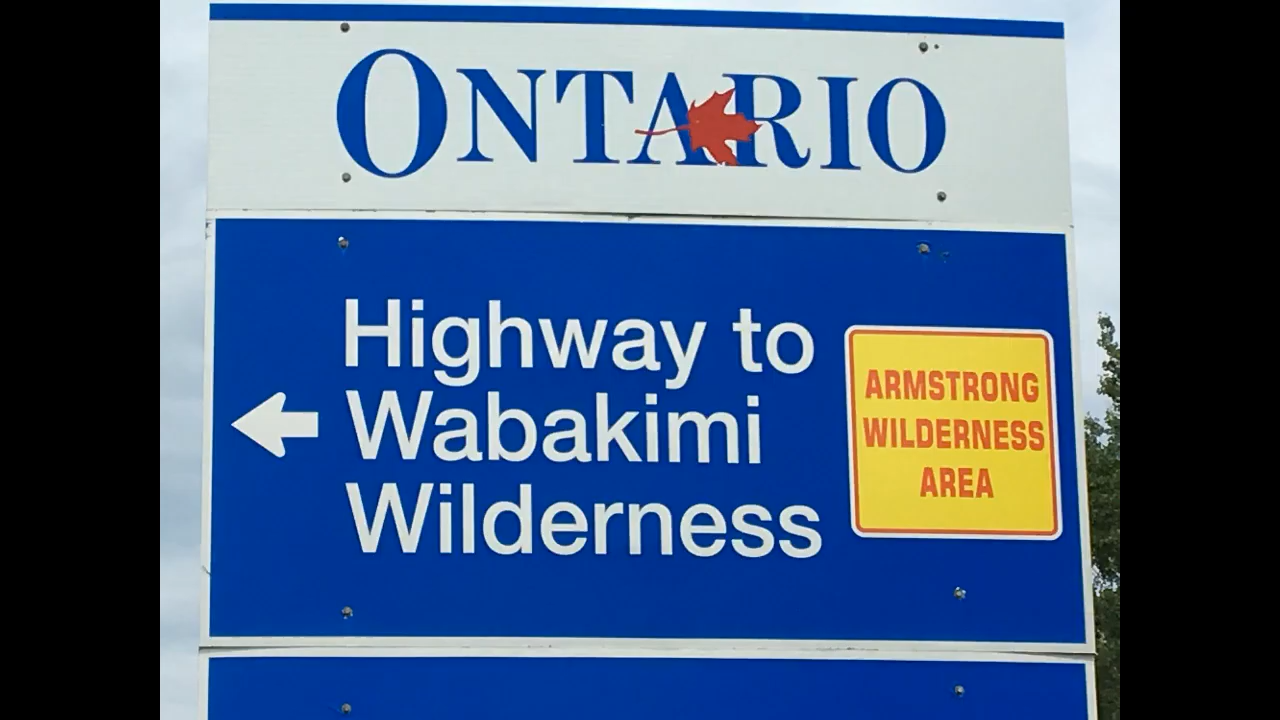 ONTARIO
Highway to
Wabakimi
Wilderness
ARMSTRONG
WILDERNESS
AREA